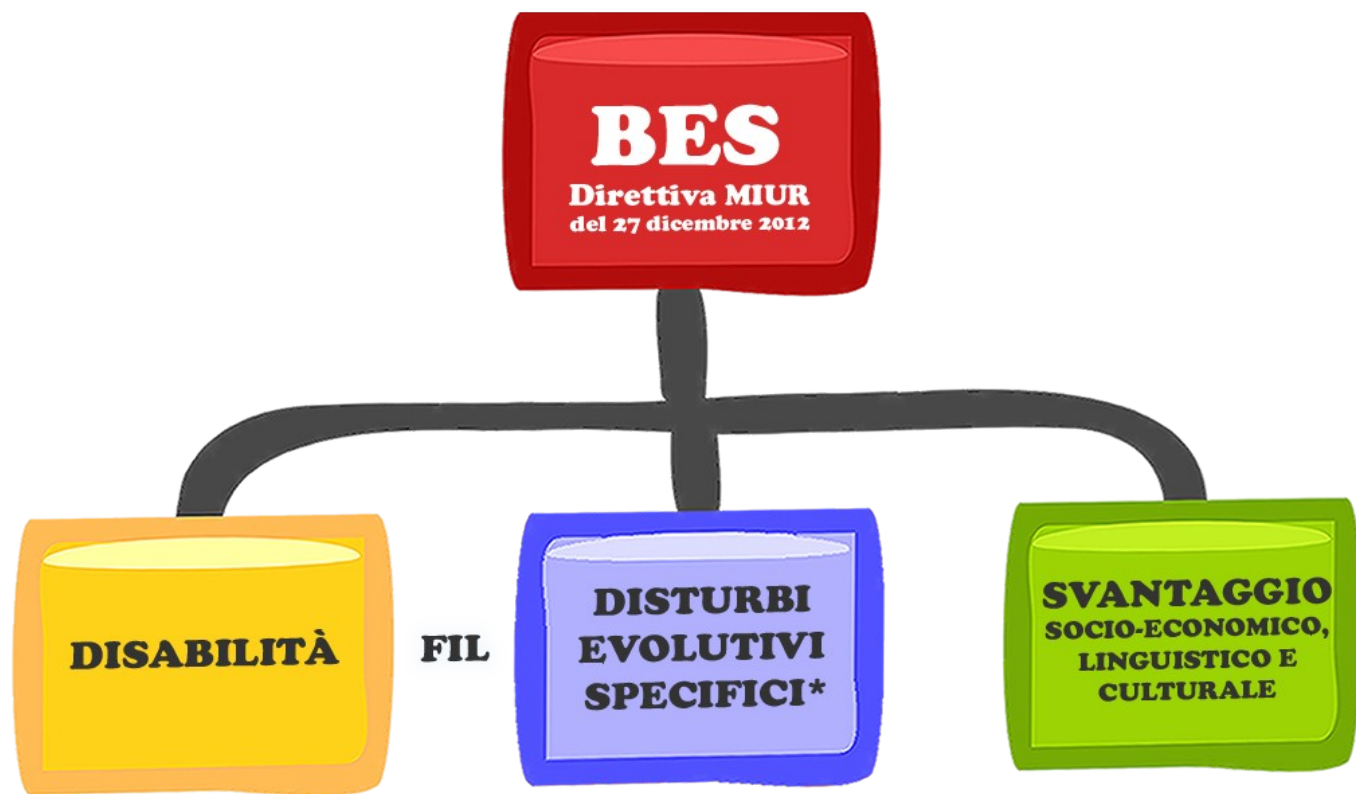 BES
Direttiva MIUR
del 27 dicembre 2012
DISABILITÀ
FIL
DISTURBI
EVOLUTIVI
SPECIFICI*
SVANTAGGIO
SOCIO-ECONOMICO,
LINGUISTICO E
CULTURALE